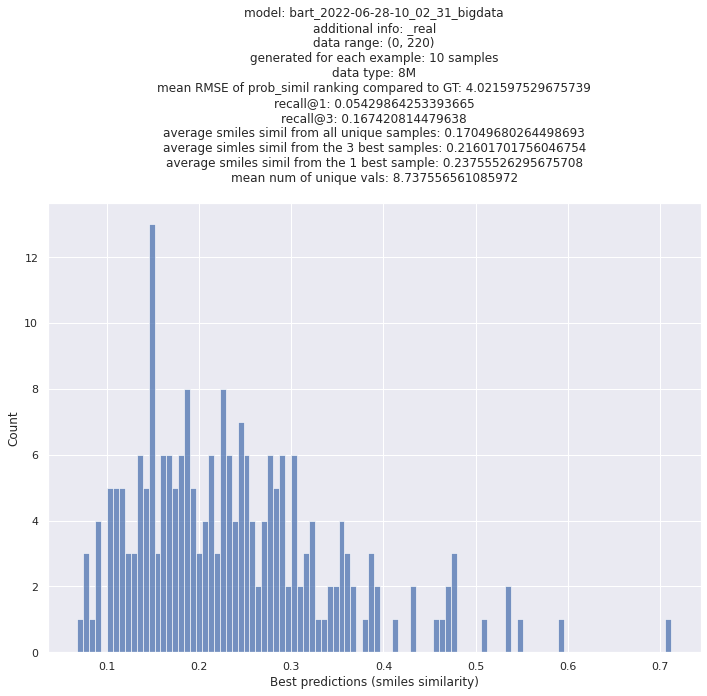 model: bart_2022-06-28-10_02_31_bigdata
additional info: _real
data range: (0, 220)
generated for each example: 10 samples
data type: 8M
mean RMSE of prob_simil ranking compared to GT: 4.021597529675739
recall@1: 0.05429864253393665
recall@3: 0.167420814479638
average smiles simil from all unique samples: 0.17049680264498693
average simles simil from the 3 best samples: 0.21601701756046754
average smiles simil from the 1 best sample: 0.23755526295675708
mean num of unique vals: 8.737556561085972
12
10
8
6
4
2
0
Count
0.1 0.2 0.3 0.4 0.5 0.6 0.7
Best predictions (smiles similarity)